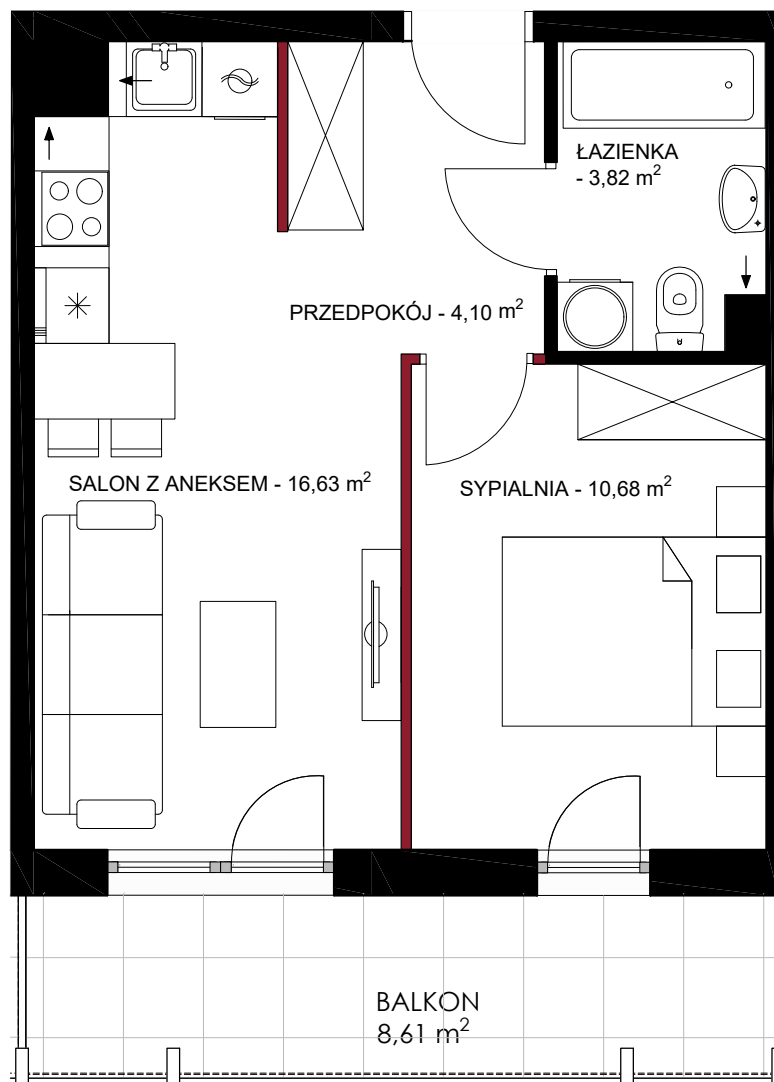 ŁAZIENKA
- 3,82 m²
PRZEDPOKÓJ - 4,10 m²
SALON Z ANEKSEM - 16,63 m²
SYPIALNIA - 10,68 m²
BALKON
8,61 m²